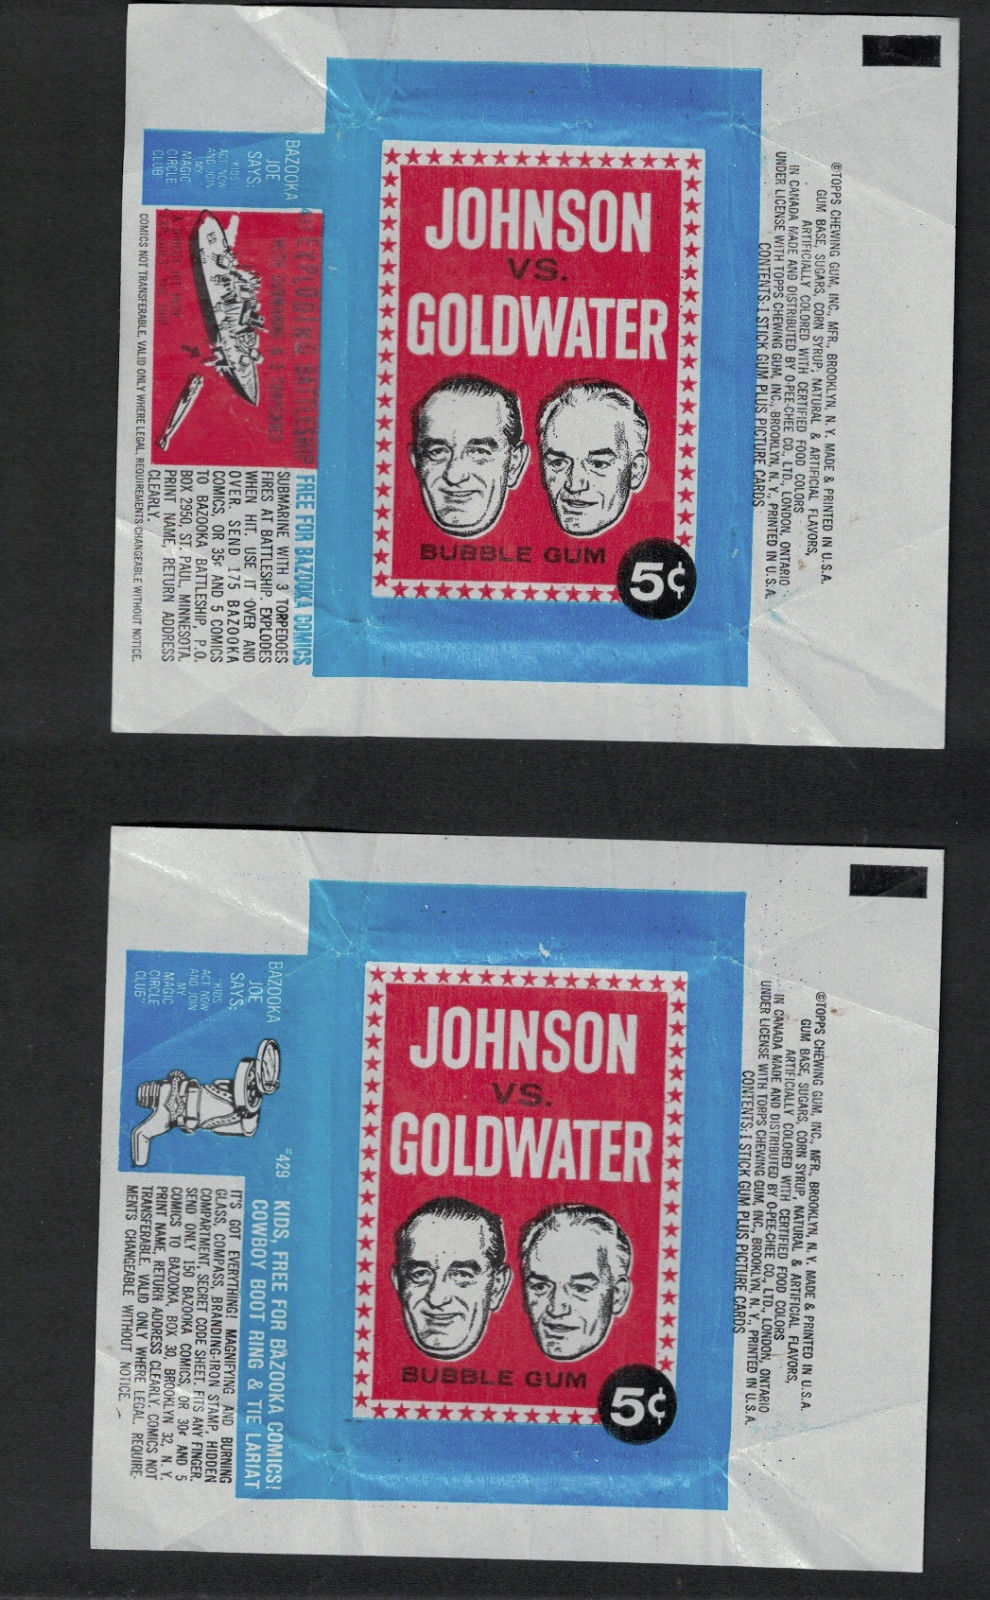 JOHNSON
VS.
GOLDWATER
BUBBLE GUM
5¢
©TOPPS CHEWING GUM, INC., MFR., BROOKLYN, N. Y. MADE & PRINTED IN U.S.A.
GUM BASE, SUGARS, CORN SYRUP, NATURAL & ARTIFICIAL FLAVORS,
ARTIFICIALLY COLORED WITH CERTIFIED FOOD COLORS
IN CANADA MADE AND DISTRIBUTED BY O-PEE-CHEE CO., LTD., LONDON, ONTARIO
UNDER LICENSE WITH TOPPS CHEWING GUM, INC., BROOKLYN, N. Y. PRINTED IN U.S.A.
CONTENTS: 1 STICK GUM PLUS PICTURE CARDS
BAZOOKA
JOE
SAYS:
"KIDS
ACT NOW
AND JOIN
MY
MAGIC
CIRCLE
CLUB"
EXPLODING BATTLESHIP
FREE FOR BAZOOKA COMICS
SUBMARINE WITH 3 TORPEDOES
FIRES AT BATTLESHIP. EXPLODES
WHEN HIT. USE IT OVER AND
OVER. SEND 175 BAZOOKA
COMICS, OR 35¢ AND 5 COMICS
TO BAZOOKA BATTLESHIP, P.O.
BOX 2950, ST. PAUL, MINNESOTA.
PRINT NAME, RETURN ADDRESS
CLEARLY.
COMICS NOT TRANSFERABLE. VALID ONLY WHERE LEGAL. REQUIREMENTS CHANGEABLE WITHOUT NOTICE.
JOHNSON
VS.
GOLDWATER
BUBBLE GUM
5¢
©TOPPS CHEWING GUM, INC., MFR., BROOKLYN, N. Y. MADE & PRINTED IN U.S.A.
GUM BASE, SUGARS, CORN SYRUP, NATURAL & ARTIFICIAL FLAVORS,
ARTIFICIALLY COLORED WITH CERTIFIED FOOD COLORS
IN CANADA MADE AND DISTRIBUTED BY O-PEE-CHEE CO., LTD., LONDON, ONTARIO
UNDER LICENSE WITH TOPPS CHEWING GUM, INC., BROOKLYN, N. Y., PRINTED IN U.S.A.
CONTENTS: 1 STICK GUM PLUS PICTURE CARDS
BAZOOKA
JOE
SAYS:
"KIDS
ACT NOW
AND JOIN
MY
MAGIC
CIRCLE
CLUB"
#429 KIDS, FREE FOR BAZOOKA COMICS!
COWBOY BOOT RING & TIE LARIAT
IT'S GOT EVERYTHING! MAGNIFYING AND BURNING
GLASS, COMPASS, BRANDING-IRON STAMP, HIDDEN
COMPARTMENT, SECRET CODE SHEET. FITS ANY FINGER.
SEND ONLY 150 BAZOOKA COMICS, OR 30¢ AND 5
COMICS TO BAZOOKA, BOX 30, BROOKLYN 32, N. Y.
PRINT NAME, RETURN ADDRESS CLEARLY. COMICS NOT
TRANSFERABLE. VALID ONLY WHERE LEGAL. REQUIRE-
MENTS CHANGEABLE WITHOUT NOTICE.